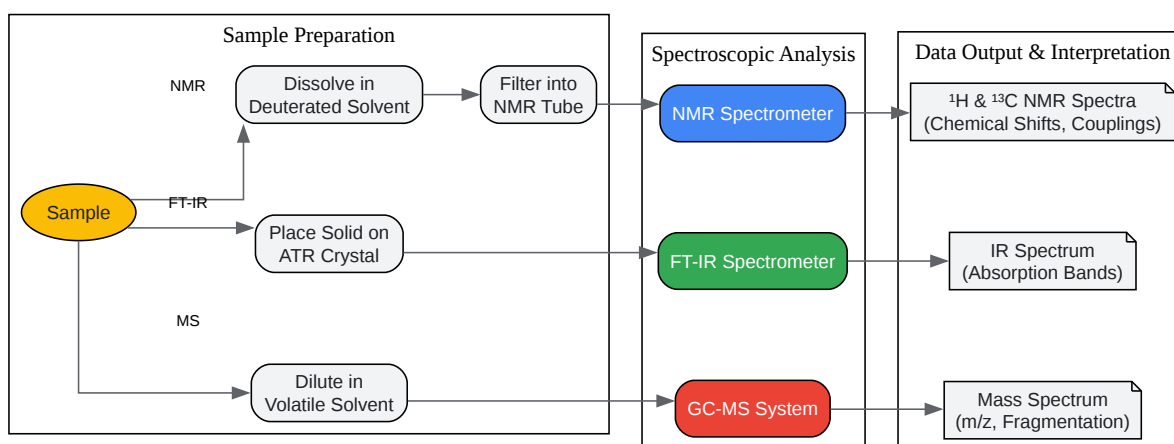 Sample Preparation
Spectroscopic Analysis
Data Output & Interpretation
NMR
Dissolve in
Deuterated Solvent
Filter into
NMR Tube
NMR Spectrometer
¹H & ¹³C NMR Spectra
(Chemical Shifts, Couplings)
Sample
FT-IR
Place Solid on
ATR Crystal
FT-IR Spectrometer
IR Spectrum
(Absorption Bands)
MS
Dilute in
Volatile Solvent
GC-MS System
Mass Spectrum
(m/z, Fragmentation)